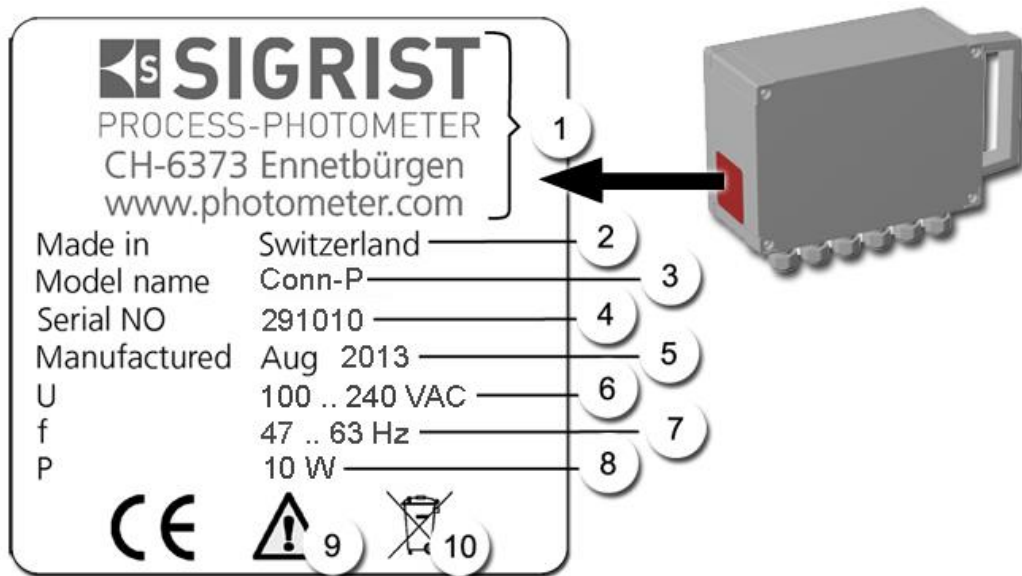 S SIGRIST
PROCESS-PHOTOMETER
CH-6373 Ennetbürgen
www.photometer.com
1
Made in Switzerland 2
Model name Conn-P 3
Serial NO 291010 4
Manufactured Aug 2013 5
U 100 .. 240 VAC 6
f 47 .. 63 Hz 7
P 10 W 8
CE ! 9 10